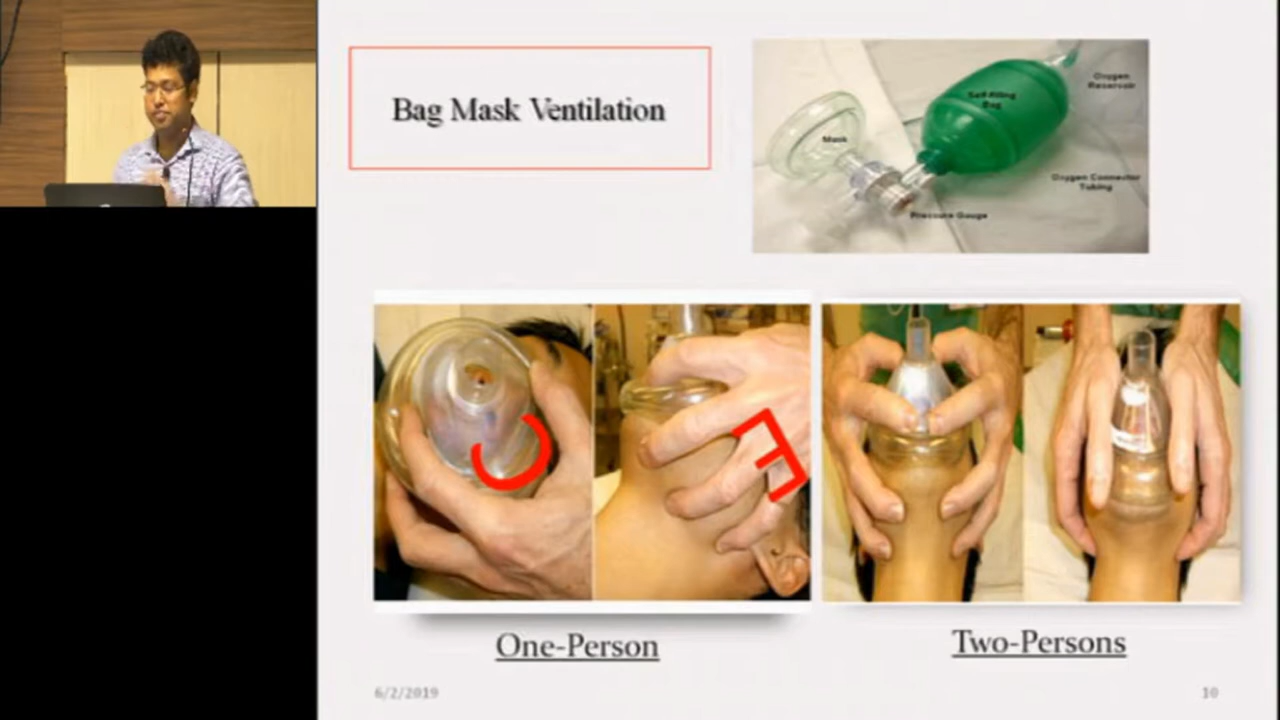 Bag Mask Ventilation
Mask
Self-filling
Bag
Oxygen
Reservoir
Oxygen Connector
Tubing
Pressure Gauge
C
E
One-Person
Two-Persons
6/2/2019
10